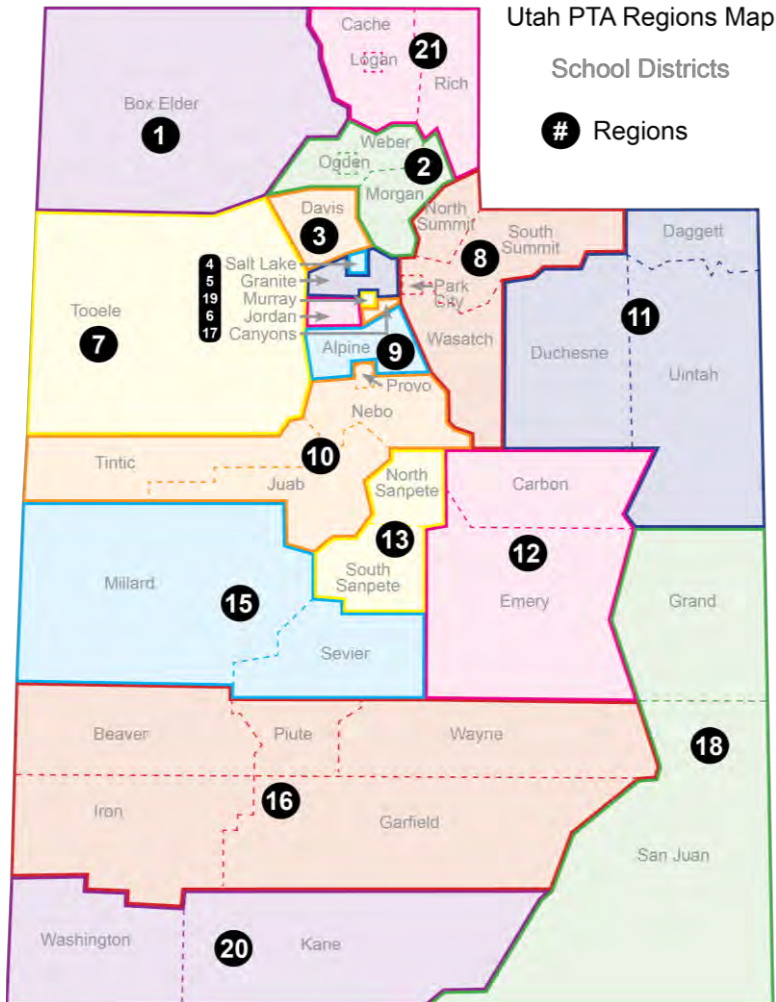 Utah PTA Regions Map
School Districts
# Regions
Cache
21
Logan
Rich
Box Elder
1
Weber
Ogden
2
Morgan
North
Summit
South
Summit
Daggett
Davis
3
8
4 Salt Lake
5 Granite
19 Murray
6 Jordan
17 Canyons
Park
City
Tooele
7
11
Wasatch
Duchesne
Uintah
Alpine
9
Provo
Nebo
Tintic
10
Juab
North
Sanpete
Carbon
13
12
South
Sanpete
Millard
15
Emery
Grand
Sevier
Beaver
Piute
Wayne
18
16
Iron
Garfield
San Juan
Washington
20
Kane